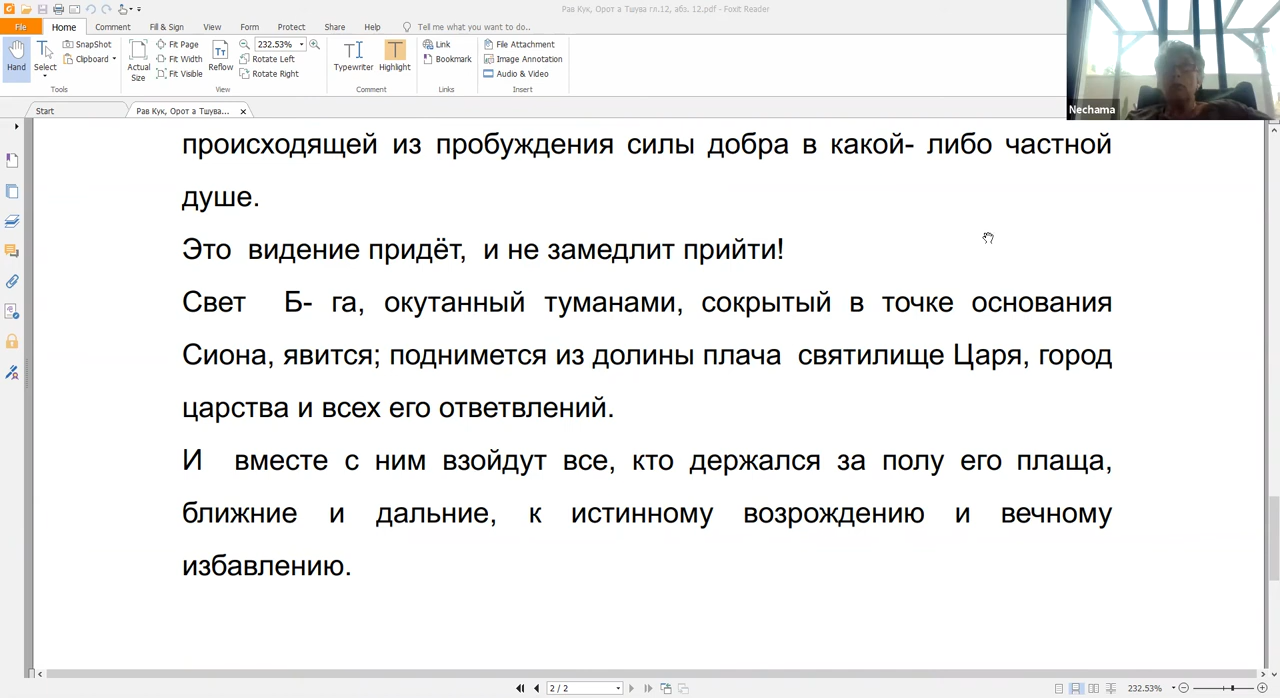 Рав Кук, Орот а Тшува гл.12, абз. 12.pdf - Foxit Reader
File Home Comment Fill & Sign View Form Protect Share Help Tell me what you want to do..
SnapShot Fit Page 232.53% Link File Attachment
Clipboard Fit Width Bookmark Image Annotation
Hand Select Actual Size Fit Visible Reflow Rotate Left Rotate Right Typewriter Highlight Audio & Video
Tools View Comment Links Insert
Nechama
Start Рав Кук, Орот а Тшува...
происходящей из пробуждения силы добра в какой- либо частной
душе.
Это видение придёт, и не замедлит прийти!
Свет Б- га, окутанный туманами, сокрытый в точке основания
Сиона, явится; поднимется из долины плача святилище Царя, город
царства и всех его ответвлений.
И вместе с ним взойдут все, кто держался за полу его плаща,
ближние и дальние, к истинному возрождению и вечному
избавлению.
2 / 2 232.53%